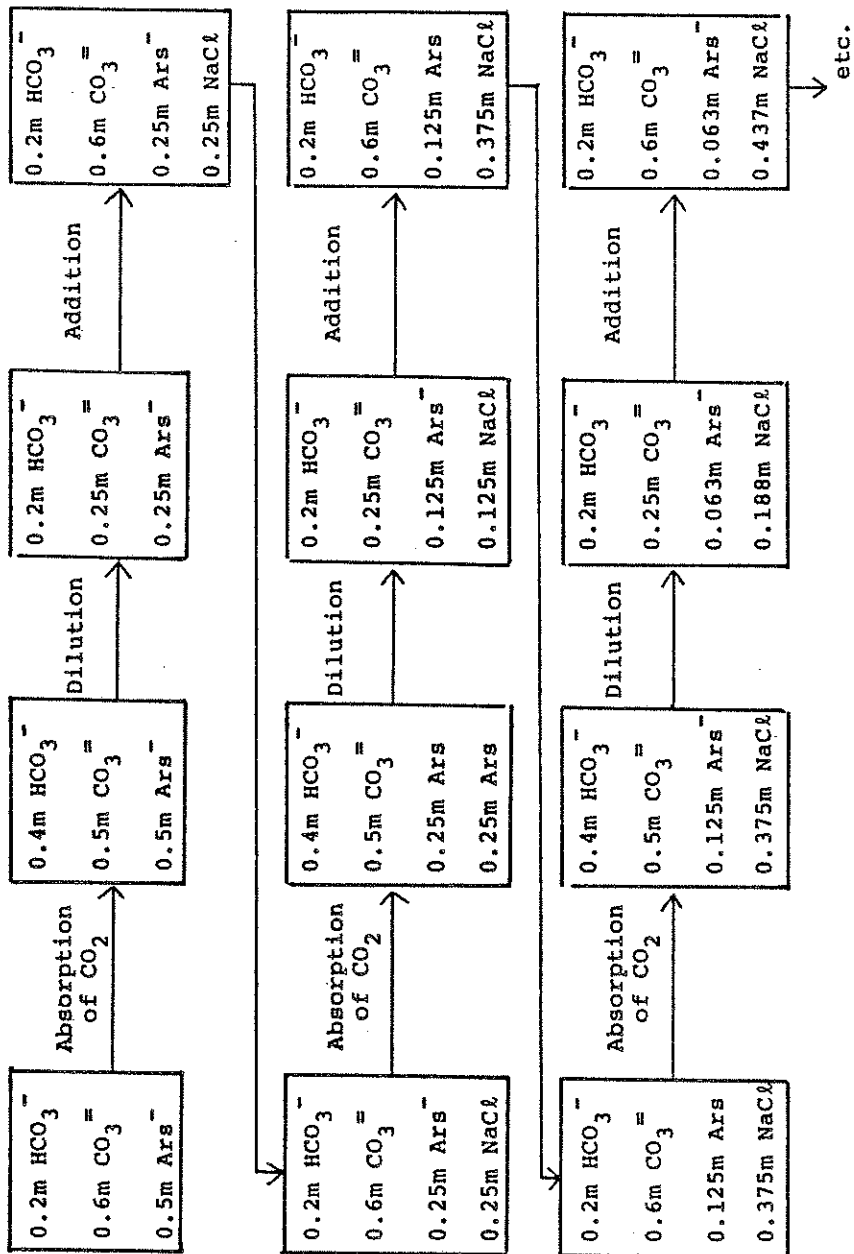 0.2m HCO₃⁻
0.6m CO₃⁼
0.5m Ars⁻
Absorption
of CO₂
0.4m HCO₃⁻
0.5m CO₃⁼
0.5m Ars⁻
Dilution
0.2m HCO₃⁻
0.25m CO₃⁼
0.25m Ars⁻
Addition
0.2m HCO₃⁻
0.6m CO₃⁼
0.25m Ars⁻
0.25m NaCℓ
0.2m HCO₃⁻
0.6m CO₃⁼
0.25m Ars⁻
0.25m NaCℓ
Absorption
of CO₂
0.4m HCO₃⁻
0.5m CO₃⁼
0.25m Ars
0.25m Ars
Dilution
0.2m HCO₃⁻
0.25m CO₃⁼
0.125m Ars⁻
0.125m NaCℓ
Addition
0.2m HCO₃⁻
0.6m CO₃⁼
0.125m Ars
0.375m NaCℓ
0.2m HCO₃⁻
0.6m CO₃⁼
0.125m Ars
0.375m NaCℓ
Absorption
of CO₂
0.4m HCO₃⁻
0.5m CO₃⁼
0.125m Ars⁻
0.375m NaCℓ
Dilution
0.2m HCO₃⁻
0.25m CO₃⁼
0.063m Ars⁻
0.188m NaCℓ
Addition
0.2m HCO₃⁻
0.6m CO₃⁼
0.063m Ars⁻
0.437m NaCℓ
etc.